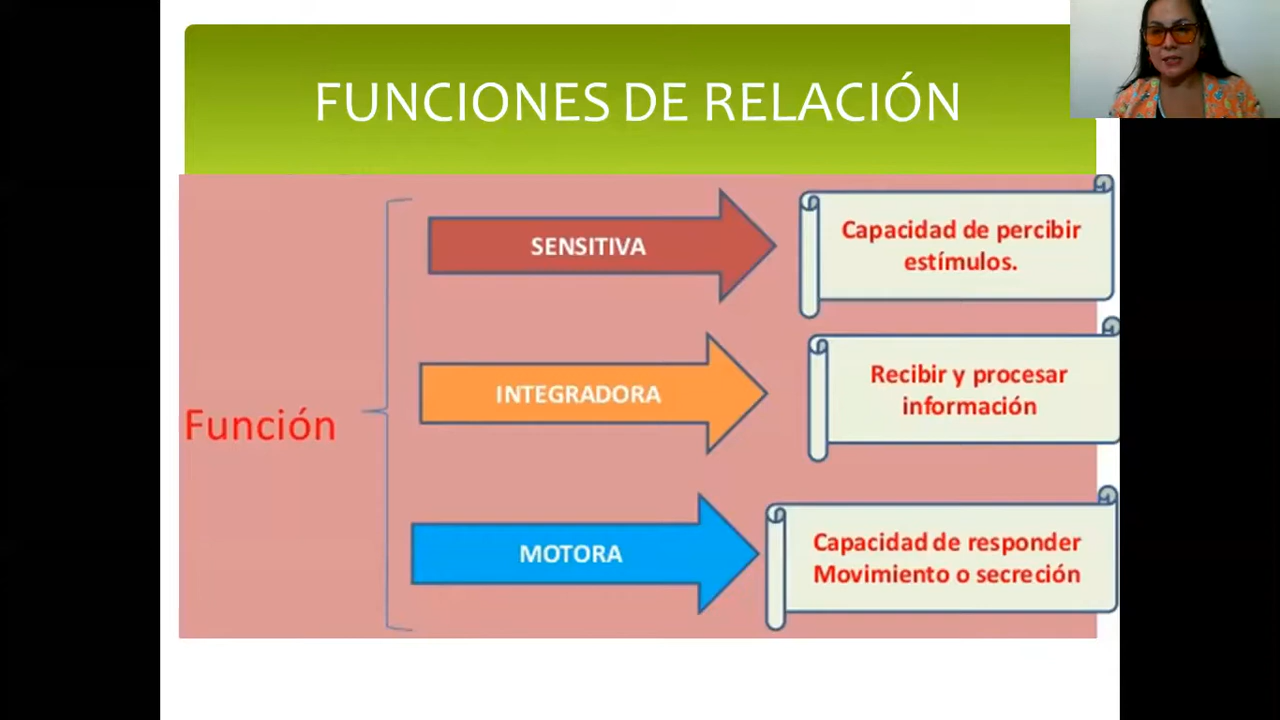 FUNCIONES DE RELACIÓN
SENSITIVA
Capacidad de percibir
estímulos.
INTEGRADORA
Recibir y procesar
información
Función
MOTORA
Capacidad de responder
Movimiento o secreción